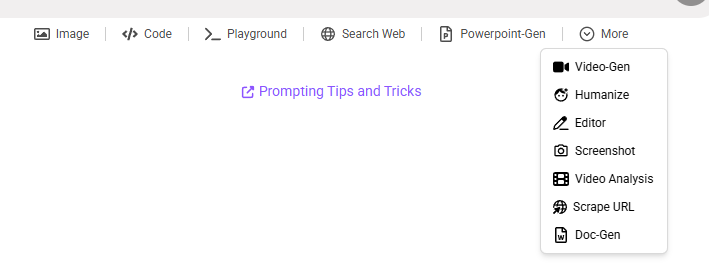 Image Code Playground Search Web Powerpoint-Gen More
Video-Gen
Prompting Tips and Tricks
Humanize
Editor
Screenshot
Video Analysis
Scrape URL
Doc-Gen